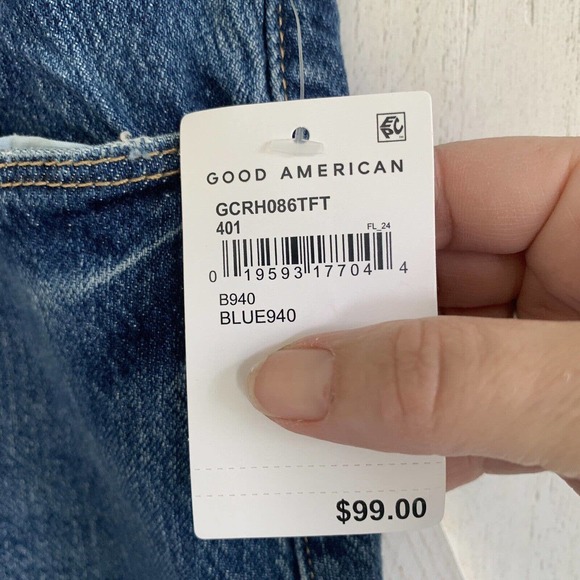 GOOD AMERICAN
GCRH086TFT
401
FL_24
0 19593 17704 4
B940
BLUE940
$99.00